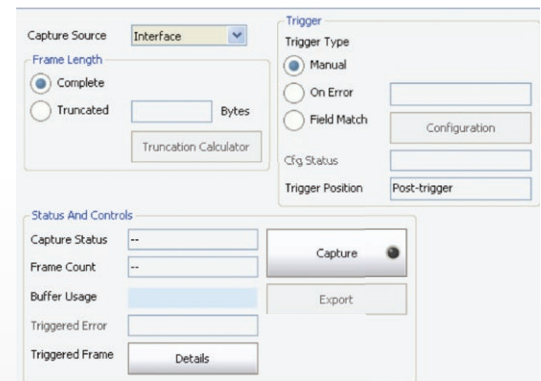 Capture Source Interface
Frame Length
Complete
Truncated Bytes
Truncation Calculator
Trigger
Trigger Type
Manual
On Error
Field Match Configuration
Cfg Status
Trigger Position Post-trigger
Status And Controls
Capture Status --
Frame Count --
Buffer Usage
Triggered Error
Triggered Frame Details
Capture
Export